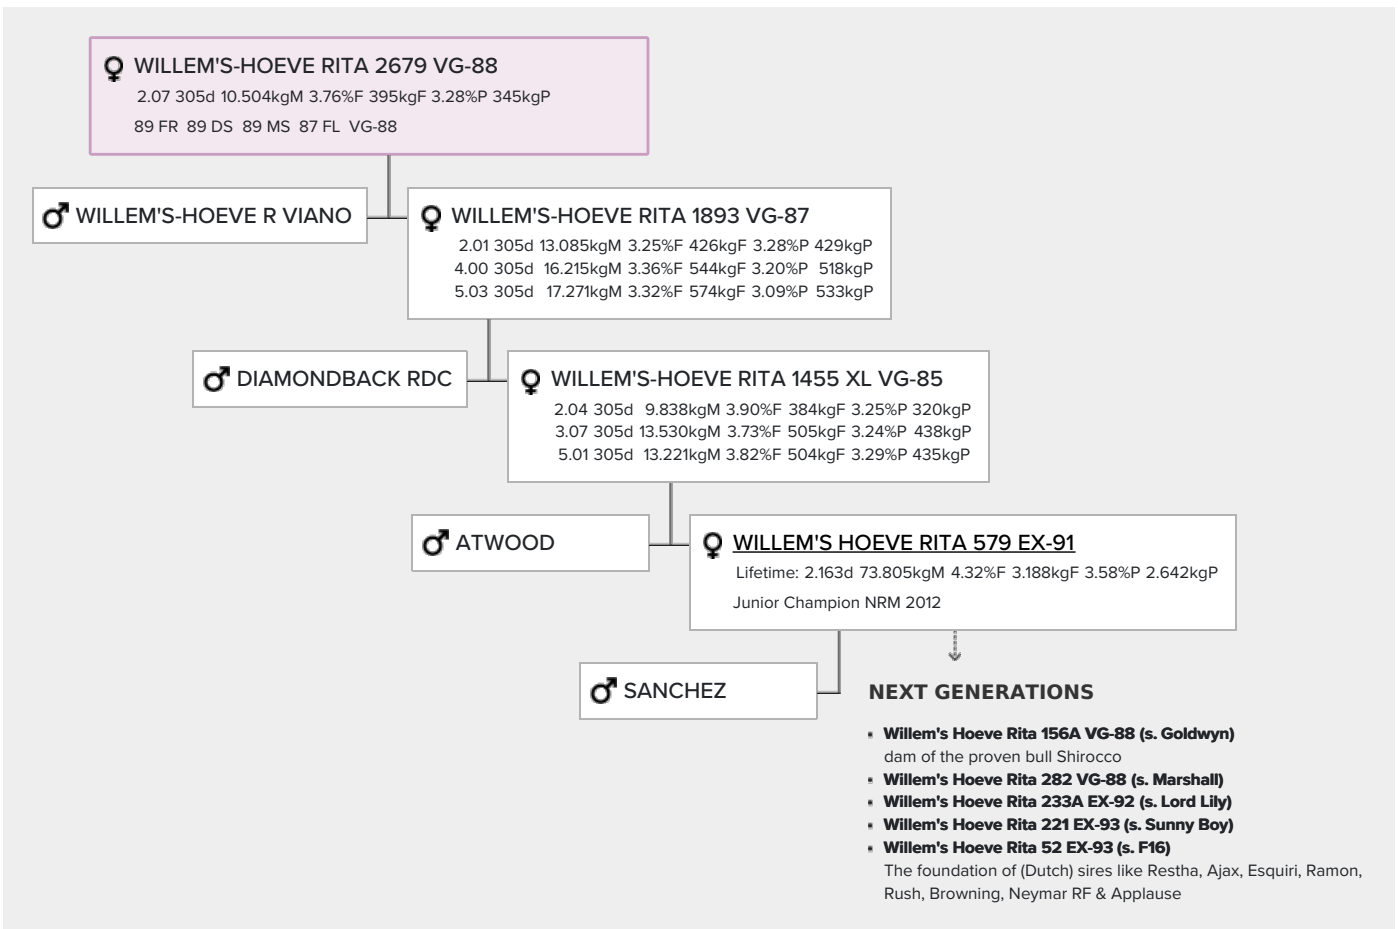 WILLEM'S-HOEVE RITA 2679 VG-88
2.07 305d 10.504kgM 3.76%F 395kgF 3.28%P 345kgP
89 FR 89 DS 89 MS 87 FL VG-88
WILLEM'S-HOEVE R VIANO
WILLEM'S-HOEVE RITA 1893 VG-87
2.01 305d 13.085kgM 3.25%F 426kgF 3.28%P 429kgP
4.00 305d 16.215kgM 3.36%F 544kgF 3.20%P 518kgP
5.03 305d 17.271kgM 3.32%F 574kgF 3.09%P 533kgP
DIAMONDBACK RDC
WILLEM'S-HOEVE RITA 1455 XL VG-85
2.04 305d 9.838kgM 3.90%F 384kgF 3.25%P 320kgP
3.07 305d 13.530kgM 3.73%F 505kgF 3.24%P 438kgP
5.01 305d 13.221kgM 3.82%F 504kgF 3.29%P 435kgP
ATWOOD
WILLEM'S HOEVE RITA 579 EX-91
Lifetime: 2.163d 73.805kgM 4.32%F 3.188kgF 3.58%P 2.642kgP
Junior Champion NRM 2012
SANCHEZ
NEXT GENERATIONS
Willem's Hoeve Rita 156A VG-88 (s. Goldwyn)
dam of the proven bull Shirocco
Willem's Hoeve Rita 282 VG-88 (s. Marshall)
Willem's Hoeve Rita 233A EX-92 (s. Lord Lily)
Willem's Hoeve Rita 221 EX-93 (s. Sunny Boy)
Willem's Hoeve Rita 52 EX-93 (s. F16)
The foundation of (Dutch) sires like Restha, Ajax, Esquiri, Ramon,
Rush, Browning, Neymar RF & Applause